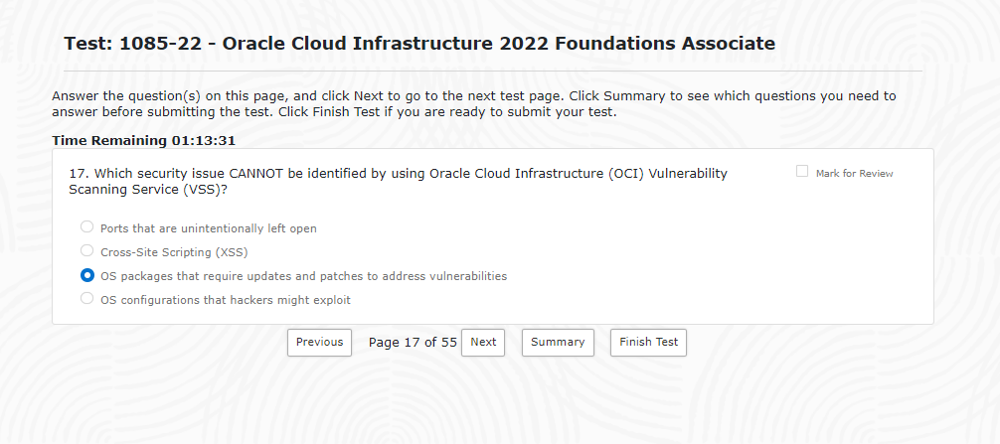 Test: 1085-22 - Oracle Cloud Infrastructure 2022 Foundations Associate
Answer the question(s) on this page, and click Next to go to the next test page. Click Summary to see which questions you need to
answer before submitting the test. Click Finish Test if you are ready to submit your test.
Time Remaining 01:13:31
17. Which security issue CANNOT be identified by using Oracle Cloud Infrastructure (OCI) Vulnerability
Scanning Service (VSS)?
Mark for Review
Ports that are unintentionally left open
Cross-Site Scripting (XSS)
OS packages that require updates and patches to address vulnerabilities
OS configurations that hackers might exploit
Previous Page 17 of 55 Next Summary Finish Test